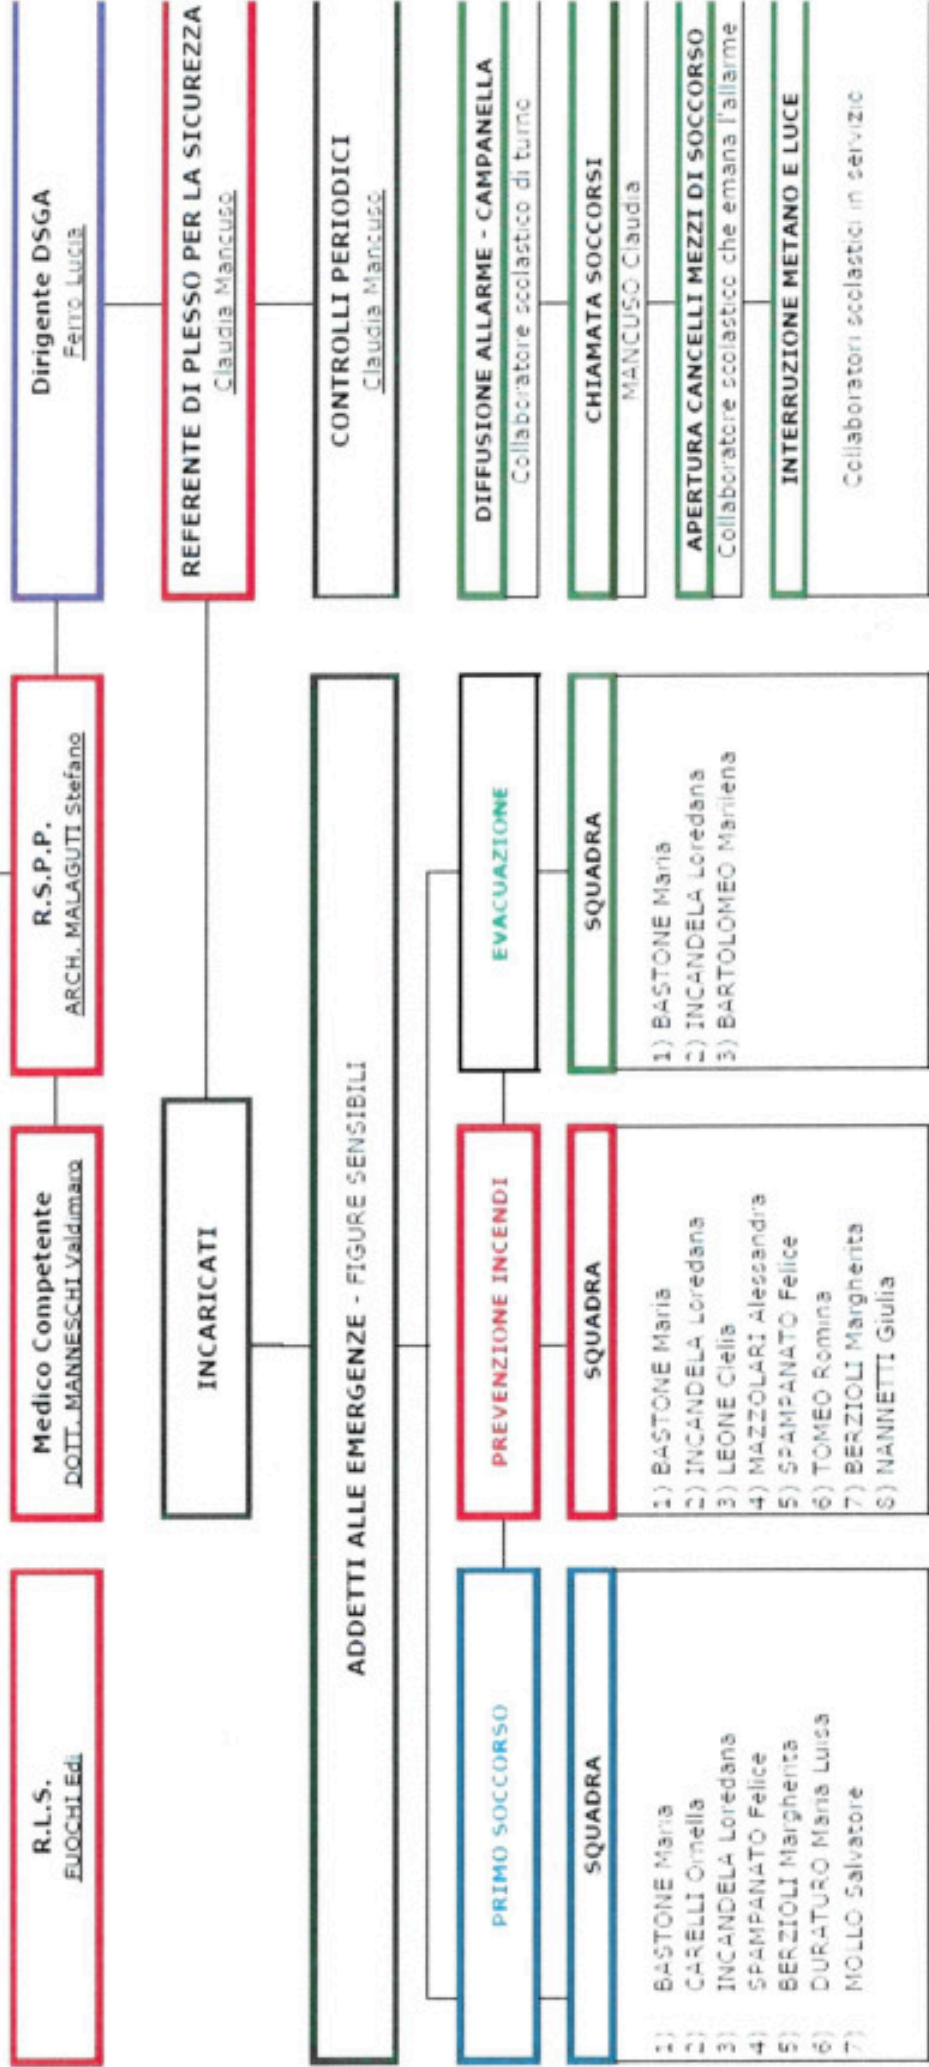 R.L.S.
FUOCHI Edi
Medico Competente
DOTT. MANNESCHI Valdimaro
R.S.P.P.
ARCH. MALAGUTI Stefano
Dirigente DSGA
Ferro Lucia
INCARICATI
REFERENTE DI PLESSO PER LA SICUREZZA
Claudia Mancuso
ADDETTI ALLE EMERGENZE - FIGURE SENSIBILI
CONTROLLI PERIODICI
Claudia Mancuso
PRIMO SOCCORSO
SQUADRA
1) BASTONE Maria
2) CARELLI Ornella
3) INCANDELA Loredana
4) SPAMPANATO Felice
5) BERZIOLI Margherita
6) DURATURO Maria Luisa
7) MOLLO Salvatore
PREVENZIONE INCENDI
SQUADRA
1) BASTONE Maria
2) INCANDELA Loredana
3) LEONE Clelia
4) MAZZOLARI Alessandra
5) SPAMPANATO Felice
6) TOMEO Romina
7) BERZIOLI Margherita
8) NANNETTI Giulia
EVACUAZIONE
SQUADRA
1) BASTONE Maria
2) INCANDELA Loredana
3) BARTOLOMEO Marilena
DIFFUSIONE ALLARME - CAMPANELLA
Collaboratore scolastico di turno
CHIAMATA SOCCORSI
MANCUSO Claudia
APERTURA CANCELLI MEZZI DI SOCCORSO
Collaboratore scolastico che emana l'allarme
INTERRUZIONE METANO E LUCE
Collaboratori scolastici in servizio